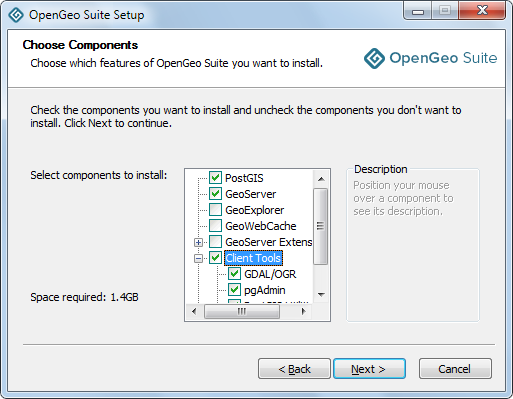 OpenGeo Suite Setup
Choose Components
Choose which features of OpenGeo Suite you want to install.
OpenGeo Suite
Check the components you want to install and uncheck the components you don't want to
install. Click Next to continue.
Select components to install:
PostGIS
GeoServer
GeoExplorer
GeoWebCache
GeoServer Extens
Client Tools
GDAL/OGR
pgAdmin
Description
Position your mouse
over a component to
see its description.
Space required: 1.4GB
< Back
Next >
Cancel